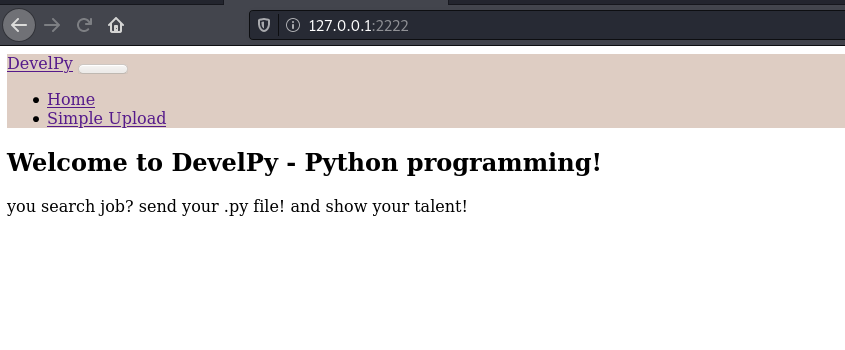 127.0.0.1:2222
DevelPy
Home
Simple Upload
Welcome to DevelPy - Python programming!
you search job? send your .py file! and show your talent!